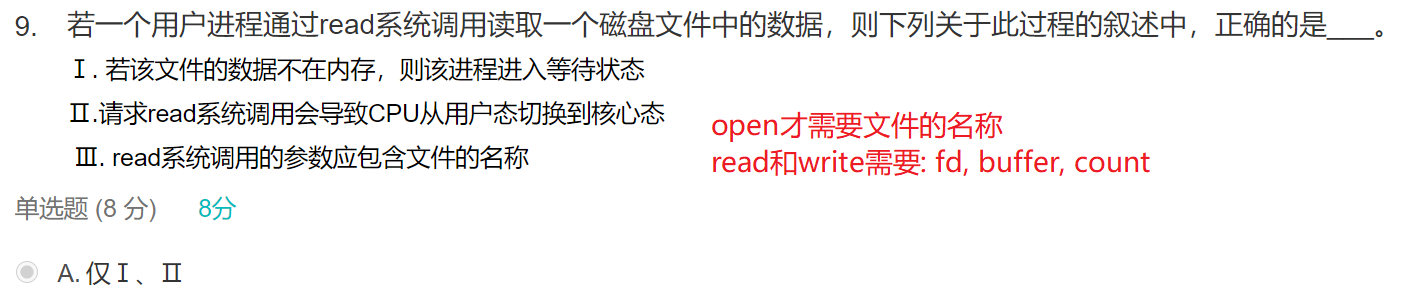 9. 若一个用户进程通过read系统调用读取一个磁盘文件中的数据，则下列关于此过程的叙述中，正确的是____。
Ⅰ. 若该文件的数据不在内存，则该进程进入等待状态
Ⅱ.请求read系统调用会导致CPU从用户态切换到核心态
Ⅲ. read系统调用的参数应包含文件的名称
open才需要文件的名称
read和write需要: fd, buffer, count
单选题 (8 分) 8分
A. 仅Ⅰ、Ⅱ